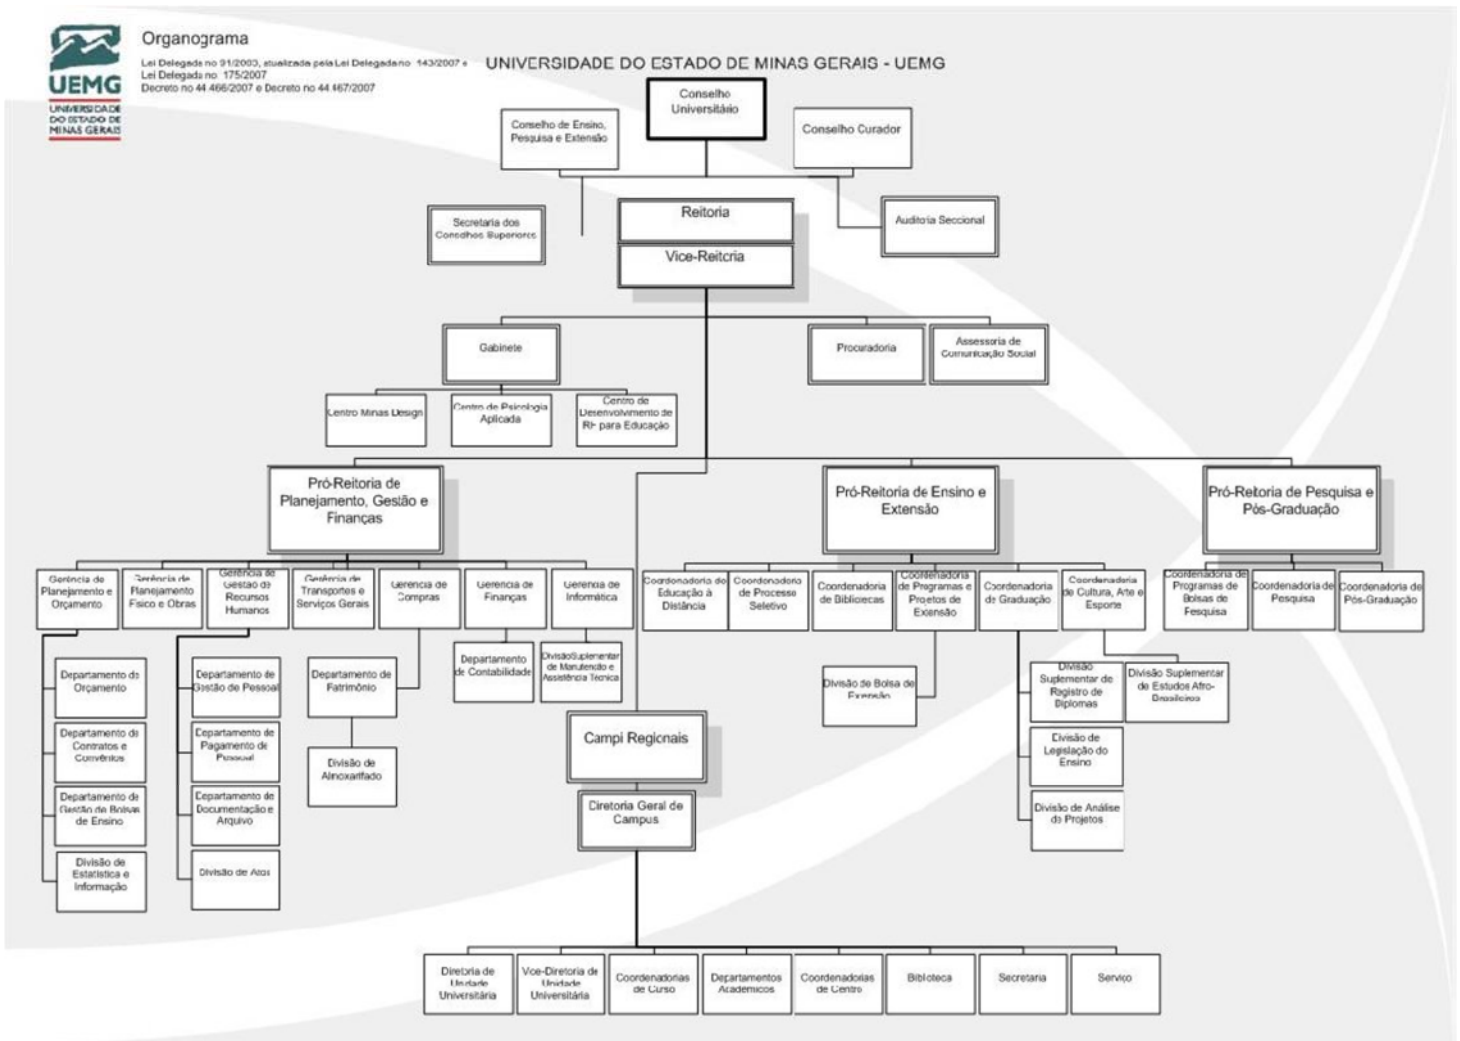 Organograma
Lei Delegada no 91/2003, atualizada pela Lei Delegada no 143/2007 e
Lei Delegada no 175/2007
Decreto no 44.466/2007 e Decreto no 44.467/2007
UEMG
UNIVERSIDADE
DO ESTADO DE
MINAS GERAIS
UNIVERSIDADE DO ESTADO DE MINAS GERAIS - UEMG
Conselho
Universitário
Conselho de Ensino,
Pesquisa e Extensão
Conselho Curador
Secretaria dos
Conselhos Superiores
Reitoria
Vice-Reitoria
Auditoria Seccional
Gabinete
Procuradoria
Assessoria de
Comunicação Social
Centro Minas Design
Centro de Psicologia
Aplicada
Centro de
Desenvolvimento de
RH para Educação
Pró-Reitoria de
Planejamento, Gestão e
Finanças
Pró-Reitoria de Ensino e
Extensão
Pró-Reitoria de Pesquisa e
Pós-Graduação
Gerência de
Planejamento e
Orçamento
Gerência de
Planejamento
Físico e Obras
Gerência de
Gestão de
Recursos
Humanos
Gerência de
Transportes e
Serviços Gerais
Gerência de
Compras
Gerência de
Finanças
Gerência de
Informática
Coordenadoria de
Educação à
Distância
Coordenadoria
de Processo
Seletivo
Coordenadoria
de Bibliotecas
Coordenadoria
de Programas e
Projetos de
Extensão
Coordenadoria
de Graduação
Coordenadoria
de Cultura, Arte e
Esporte
Coordenadoria de
Programas de
Bolsas de
Pesquisa
Coordenadoria de
Pesquisa
Coordenadoria de
Pós-Graduação
Departamento de
Orçamento
Departamento de
Gestão de Pessoal
Departamento de
Patrimônio
Departamento
de Contabilidade
Divisão Suplementar
de Manutenção e
Assistência Técnica
Divisão de Bolsa de
Extensão
Divisão
Suplementar de
Registro de
Diplomas
Divisão Suplementar
de Estudos Afro-
Brasileiros
Departamento de
Contratos e
Convênios
Departamento de
Pagamento de
Pessoal
Divisão de
Almoxarifado
Campi Regionais
Divisão de
Legislação do
Ensino
Departamento de
Gestão de Bolsas
de Ensino
Departamento de
Documentação e
Arquivo
Diretoria Geral de
Campus
Divisão de Análise
de Projetos
Divisão de
Estatística e
Informação
Divisão de Atos
Diretoria de
Unidade
Universitária
Vice-Diretoria de
Unidade
Universitária
Coordenadorias
de Curso
Departamentos
Acadêmicos
Coordenadorias
de Centro
Biblioteca
Secretaria
Serviço